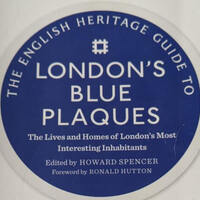 THE ENGLISH HERITAGE GUIDE TO
LONDON'S
BLUE
PLAQUES
The Lives and Homes of London's Most
Interesting Inhabitants
Edited by HOWARD SPENCER
Foreword by RONALD HUTTON